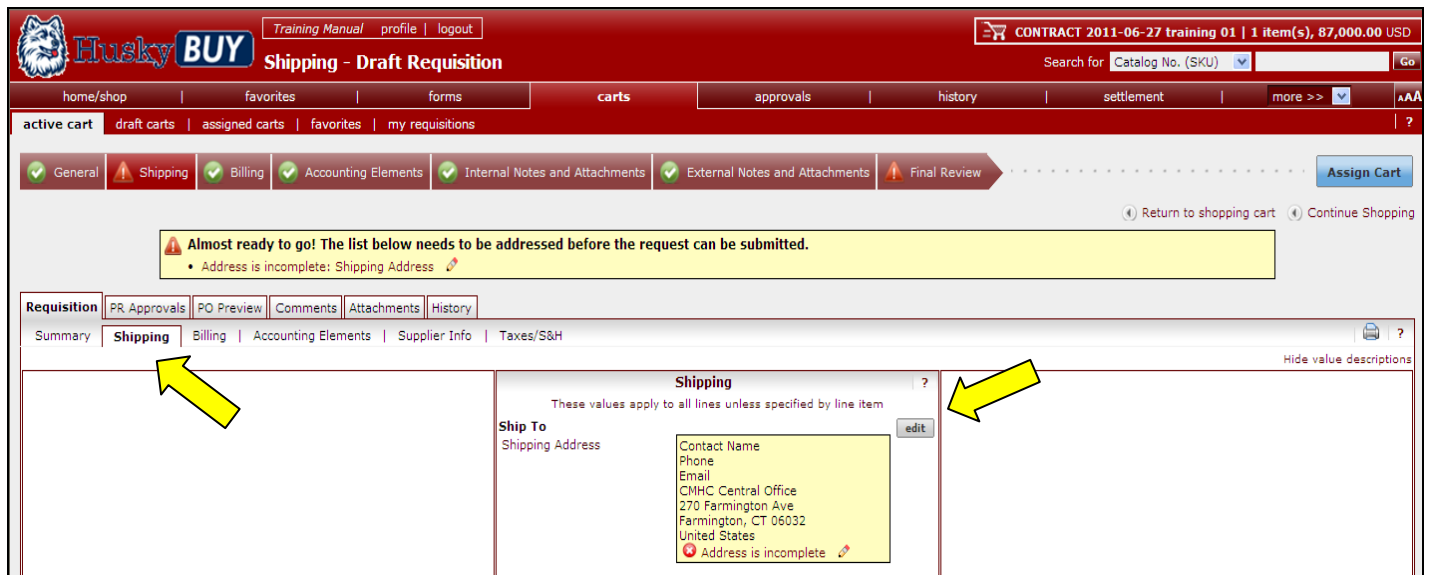 Husky BUY
Training Manual profile | logout
CONTRACT 2011-06-27 training 01 | 1 item(s), 87,000.00 USD
Shipping - Draft Requisition
Search for Catalog No. (SKU) Go
home/shop | favorites | forms carts approvals | history | settlement | more >> AAA
active cart draft carts | assigned carts | favorites | my requisitions | ?
General Shipping Billing Accounting Elements Internal Notes and Attachments External Notes and Attachments Final Review Assign Cart
Return to shopping cart Continue Shopping
Almost ready to go! The list below needs to be addressed before the request can be submitted.
• Address is incomplete: Shipping Address
Requisition PR Approvals PO Preview Comments Attachments History
Summary Shipping Billing | Accounting Elements | Supplier Info | Taxes/S&H | ?
Hide value descriptions
Shipping ?
These values apply to all lines unless specified by line item
Ship To edit
Shipping Address
Contact Name
Phone
Email
CMHC Central Office
270 Farmington Ave
Farmington, CT 06032
United States
Address is incomplete